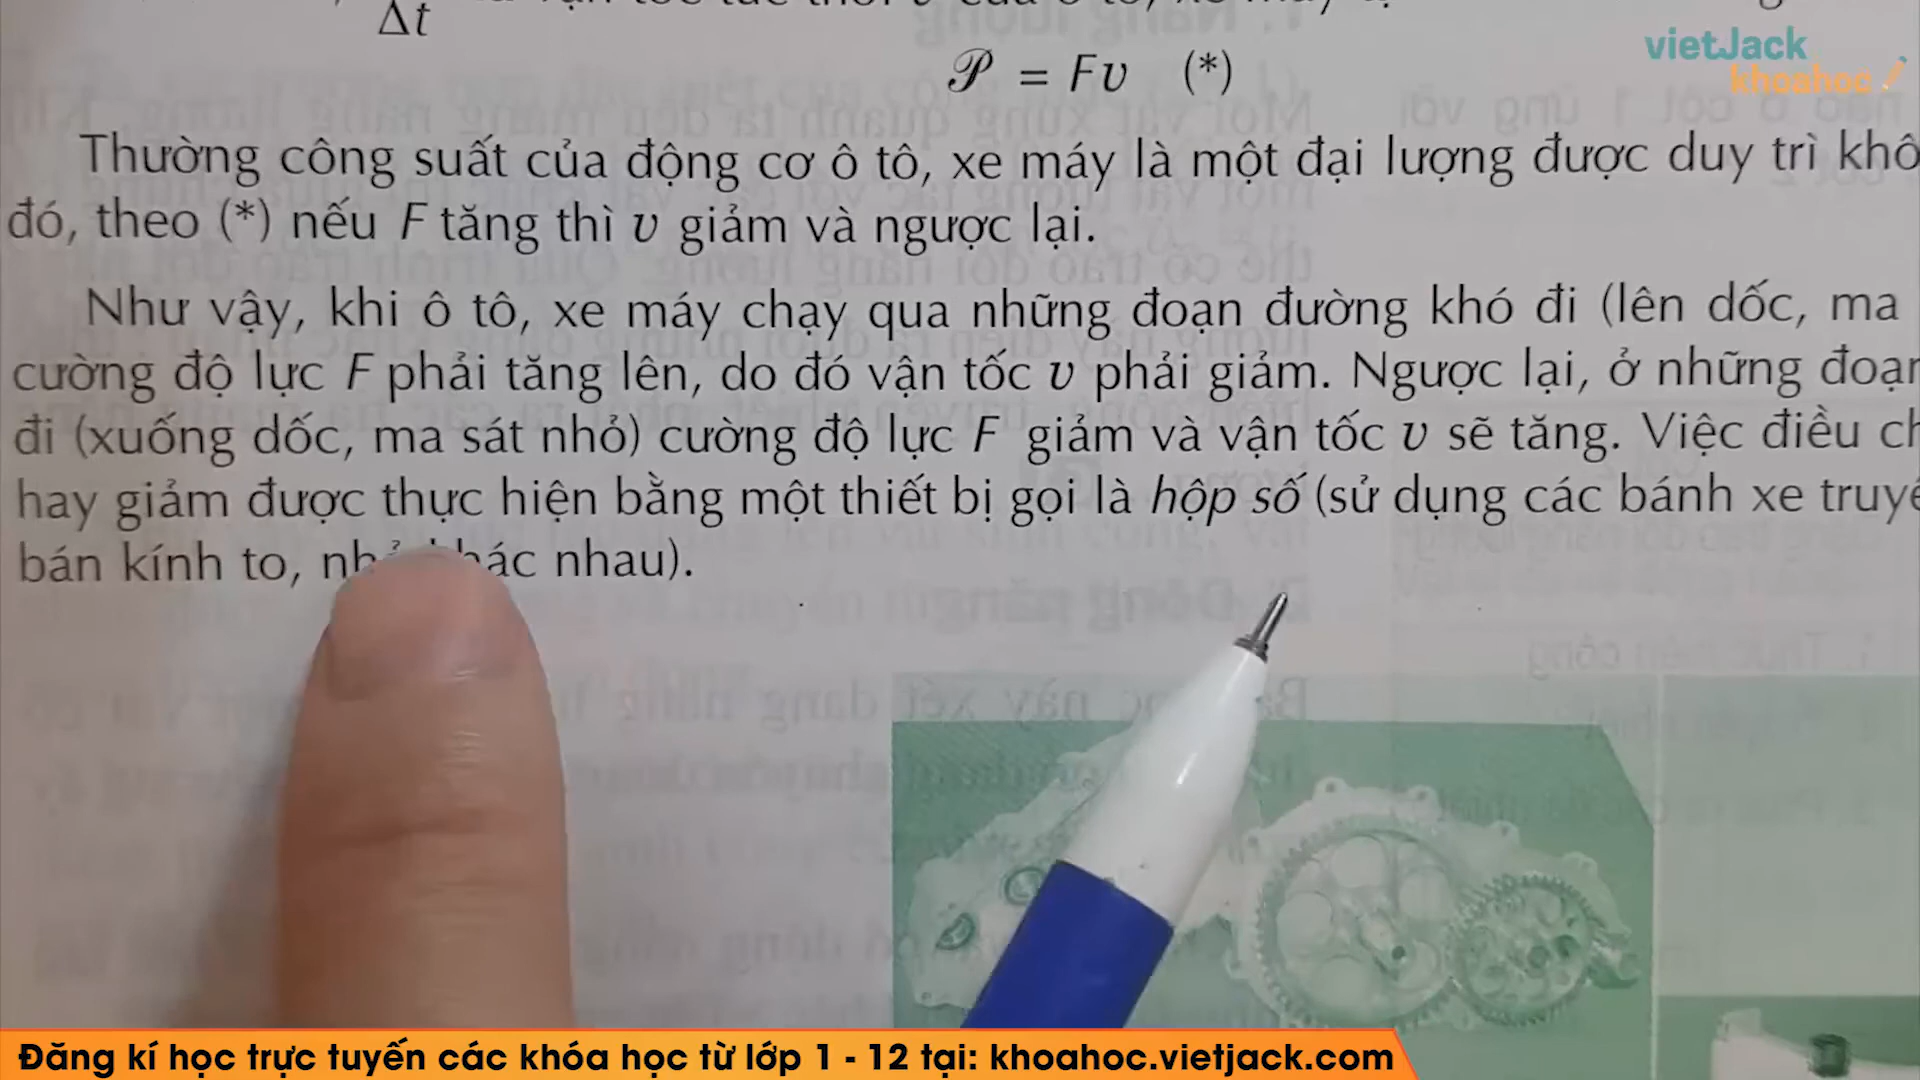 Δt
𝒫 = Fv (*)
vietJack
khoahoc
Thường công suất của động cơ ô tô, xe máy là một đại lượng được duy trì
đó, theo (*) nếu F tăng thì v giảm và ngược lại.
Như vậy, khi ô tô, xe máy chạy qua những đoạn đường khó đi (lên dốc, ma
cường độ lực F phải tăng lên, do đó vận tốc v phải giảm. Ngược lại, ở những
đi (xuống dốc, ma sát nhỏ) cường độ lực F giảm và vận tốc v sẽ tăng. Việc điều
hay giảm được thực hiện bằng một thiết bị gọi là hộp số (sử dụng các bánh xe
bán kính to, nhau).
Đăng kí học trực tuyến các khóa học từ lớp 1 - 12 tại: khoahoc.vietjack.com